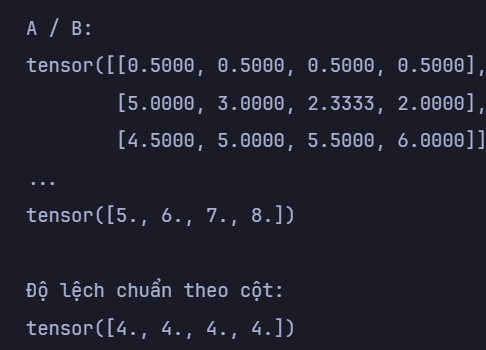 A / B:
tensor([[0.5000, 0.5000, 0.5000, 0.5000],
        [5.0000, 3.0000, 2.3333, 2.0000],
        [4.5000, 5.0000, 5.5000, 6.0000]]
...
tensor([5., 6., 7., 8.])
Độ lệch chuẩn theo cột:
tensor([4., 4., 4., 4.])